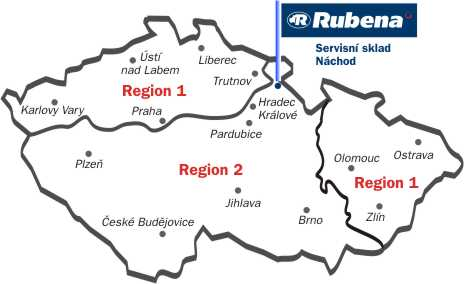 Rubena
Servisní sklad
Náchod
Liberec
Ústí
nad Labem
Trutnov
Region 1
Karlovy Vary
Hradec
Králové
Praha
Pardubice
Ostrava
Olomouc
Plzeň
Region 2
Region 1
Jihlava
Zlín
Brno
České Budějovice